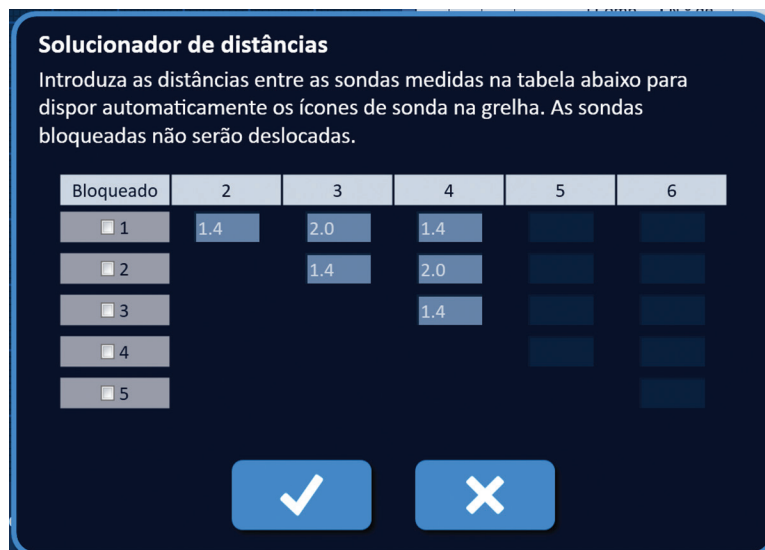 Solucionador de distâncias
Introduza as distâncias entre as sondas medidas na tabela abaixo para
dispor automaticamente os ícones de sonda na grelha. As sondas
bloqueadas não serão deslocadas.
Bloqueado 2 3 4 5 6
1 1.4 2.0 1.4
2 1.4 2.0
3 1.4
4
5